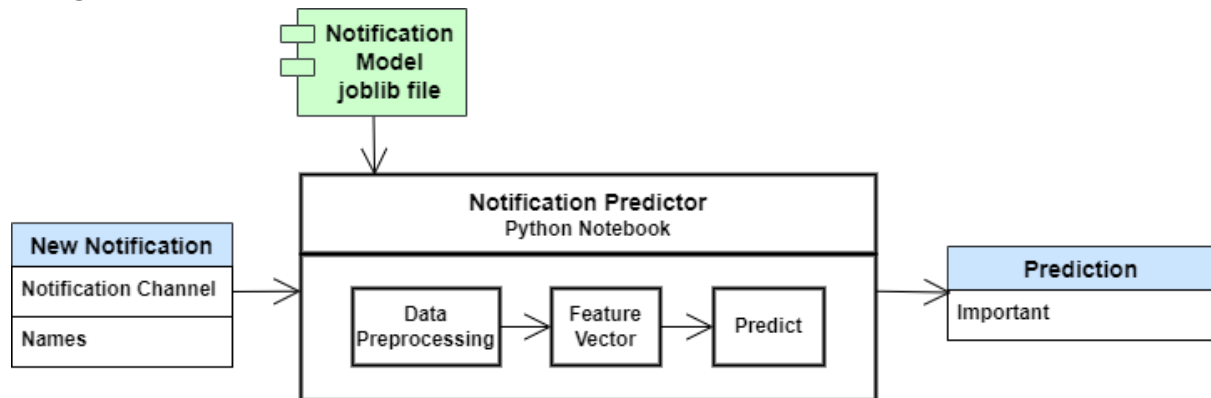 Notification
Model
joblib file
Notification Predictor
Python Notebook
New Notification
Notification Channel
Names
Data
Preprocessing
Feature
Vector
Predict
Prediction
Important